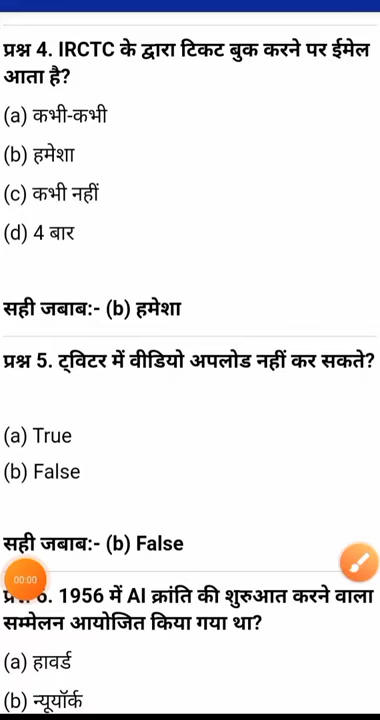 प्रश्न 4. IRCTC के द्वारा टिकट बुक करने पर ईमेल
आता है?
(a) कभी-कभी
(b) हमेशा
(c) कभी नहीं
(d) 4 बार
सही जबाब:- (b) हमेशा
प्रश्न 5. ट्विटर में वीडियो अपलोड नहीं कर सकते?
(a) True
(b) False
सही जबाब:- (b) False
00:00
6. 1956 में AI क्रांति की शुरुआत करने वाला
सम्मेलन आयोजित किया गया था?
(a) हावर्ड
(b) न्यूयॉर्क